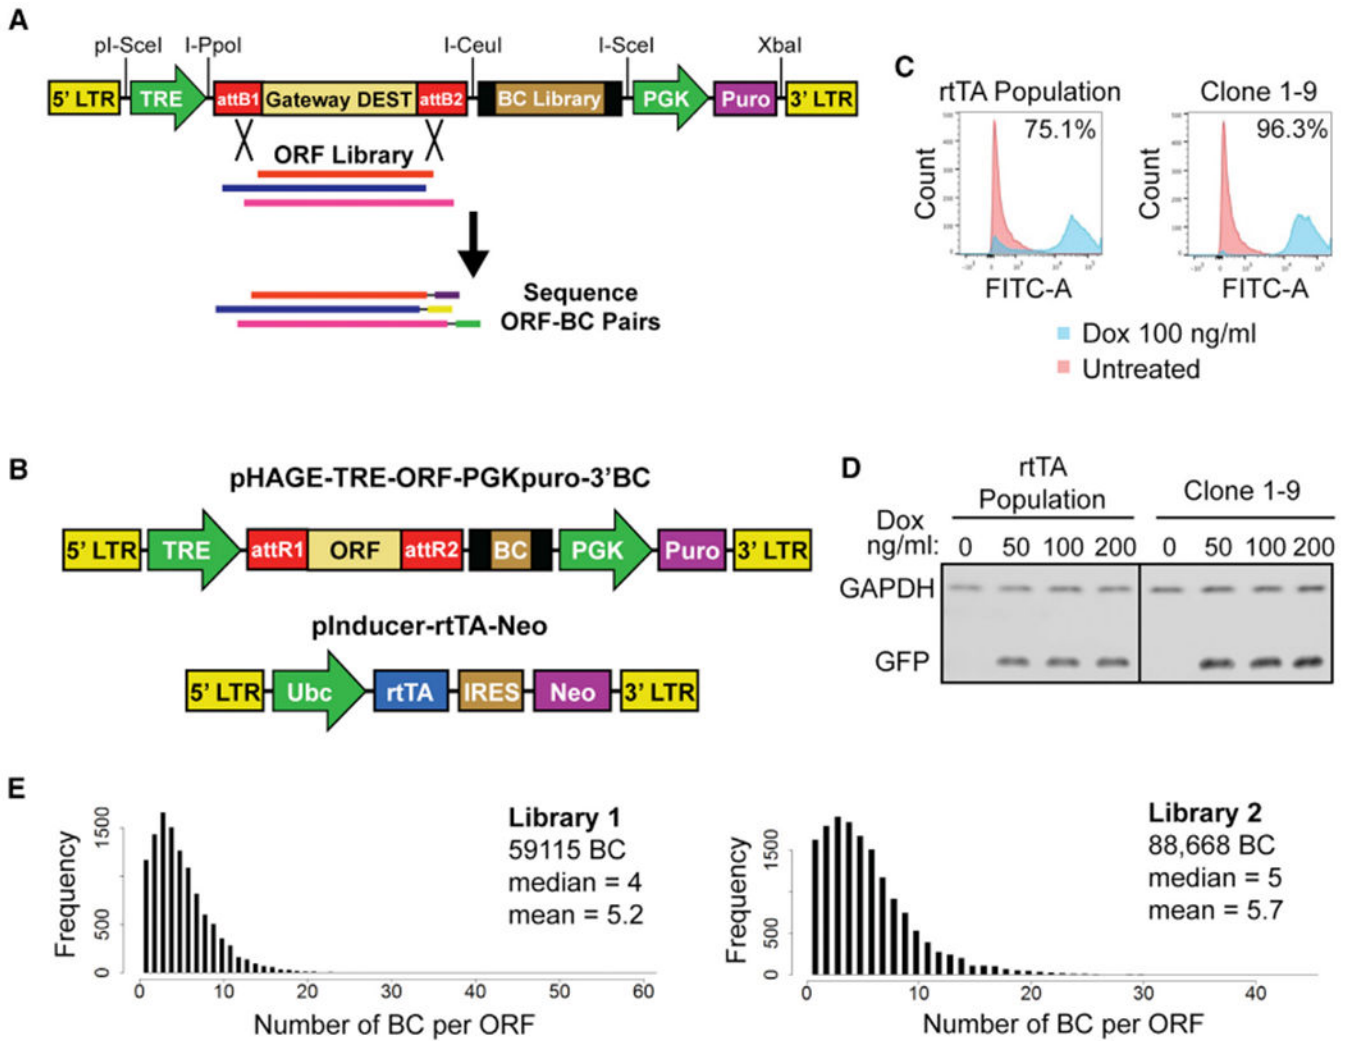 A
pI-SceI I-PpoI I-CeuI I-SceI XbaI
5' LTR TRE attB1 Gateway DEST attB2 BC Library PGK Puro 3' LTR
ORF Library
Sequence
ORF-BC Pairs
B
pHAGE-TRE-ORF-PGKpuro-3'BC
5' LTR TRE attR1 ORF attR2 BC PGK Puro 3' LTR
pInducer-rtTA-Neo
5' LTR Ubc rtTA IRES Neo 3' LTR
C
rtTA Population Clone 1-9
75.1% 96.3%
Count Count
FITC-A FITC-A
Dox 100 ng/ml
Untreated
D
rtTA
Population Clone 1-9
Dox
ng/ml: 0 50 100 200 0 50 100 200
GAPDH
GFP
E
Frequency
1500
500
0
Library 1
59115 BC
median = 4
mean = 5.2
0 10 20 30 40 50 60
Number of BC per ORF
Frequency
1500
500
0
Library 2
88,668 BC
median = 5
mean = 5.7
0 10 20 30 40
Number of BC per ORF